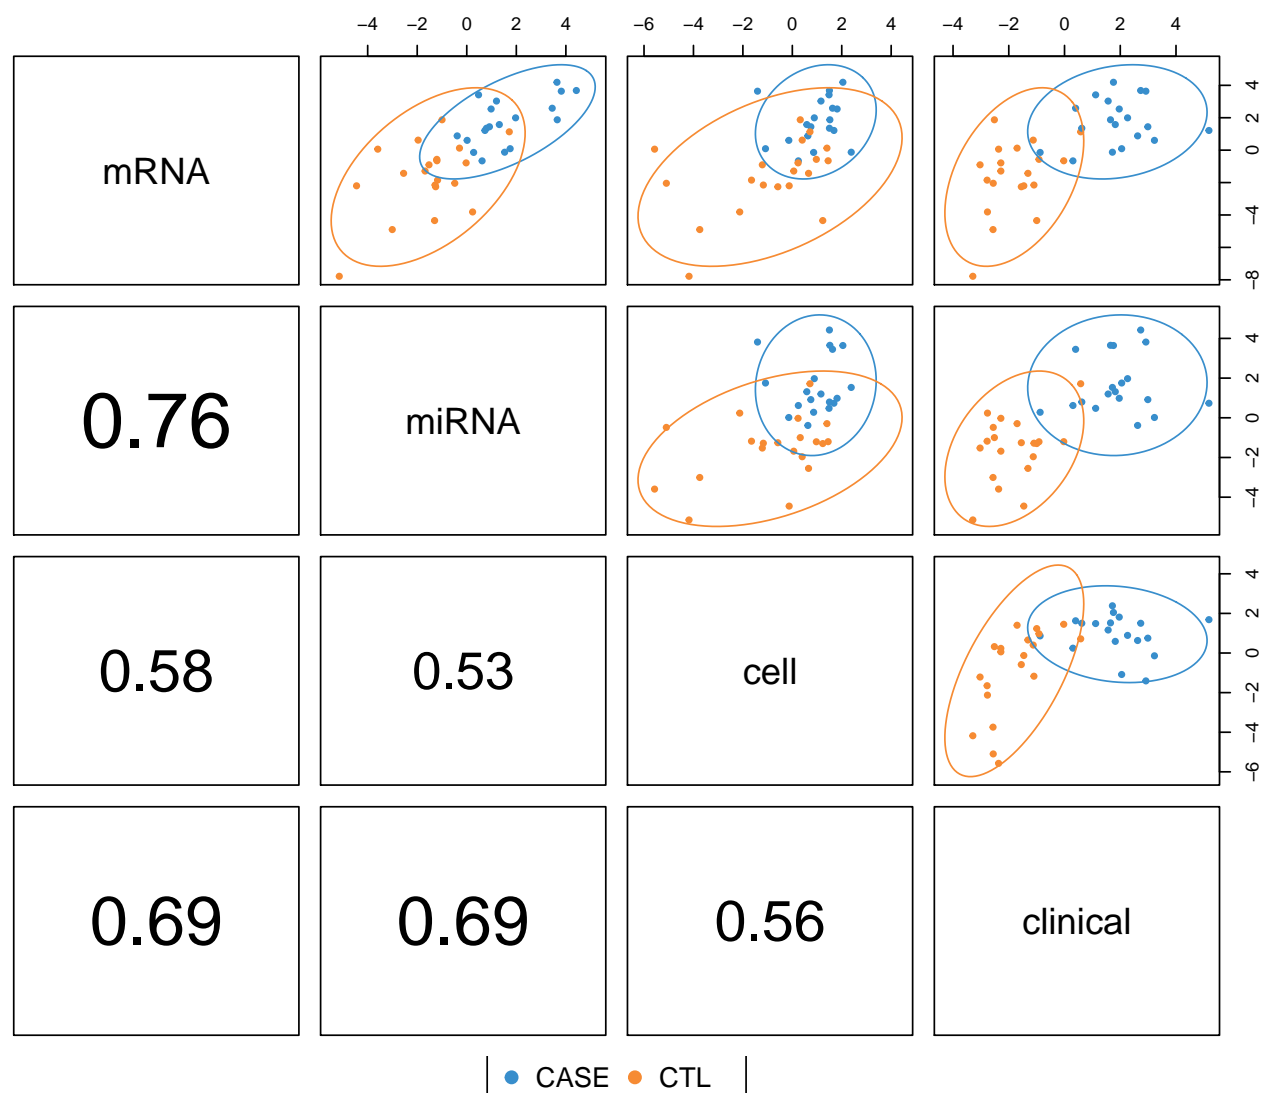 −4 −2 0 2 4 −6 −4 −2 0 2 4 −4 −2 0 2 4
mRNA
−8 −4 0 2 4
0.76 miRNA
−4 −2 0 2 4
0.58 0.53 cell
−6 −4 −2 0 2 4
0.69 0.69 0.56 clinical
CASE CTL